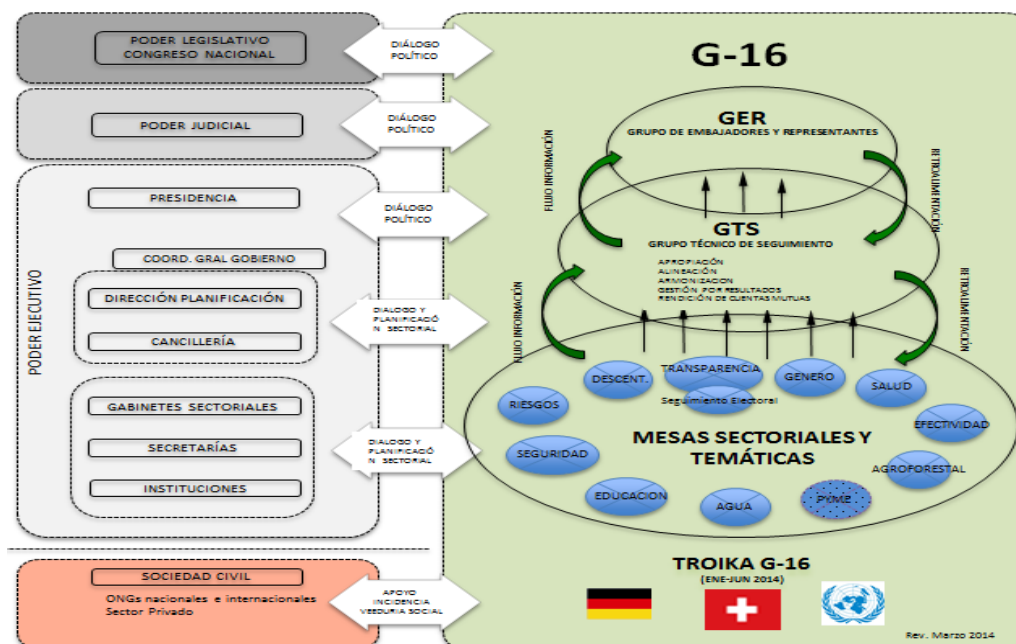 PODER LEGISLATIVO
CONGRESO NACIONAL
DIÁLOGO
POLÍTICO
PODER JUDICIAL
DIÁLOGO
POLÍTICO
PODER EJECUTIVO
PRESIDENCIA
DIÁLOGO
POLÍTICO
COORD. GRAL GOBIERNO
DIRECCIÓN PLANIFICACIÓN
CANCILLERÍA
DIALOGO Y
PLANIFICACIÓ
N SECTORIAL
GABINETES SECTORIALES
SECRETARÍAS
INSTITUCIONES
DIALOGO Y
PLANIFICACIÓ
N SECTORIAL
SOCIEDAD CIVIL
ONGs nacionales e internacionales
Sector Privado
APOYO
INCIDENCIA
VEEDURIA SOCIAL
G-16
GER
GRUPO DE EMBAJADORES Y REPRESENTANTES
FLUJO INFORMACIÓN
RETROALIMENTACIÓN
GTS
GRUPO TÉCNICO DE SEGUIMIENTO
APROPIACIÓN
ALINEACIÓN
ARMONIZACION
GESTIÓN POR RESULTADOS
RENDICIÓN DE CUENTAS MUTUAS
FLUJO INFORMACIÓN
RETROALIMENTACIÓN
RIESGOS
DESCENT.
TRANSPARENCIA
Seguimiento Electoral
GÉNERO
SALUD
EFECTIVIDAD
SEGURIDAD
MESAS SECTORIALES Y
TEMÁTICAS
AGROFORESTAL
EDUCACION
AGUA
PYME
TROIKA G-16
(ENE-JUN 2014)
Rev. Marzo 2014